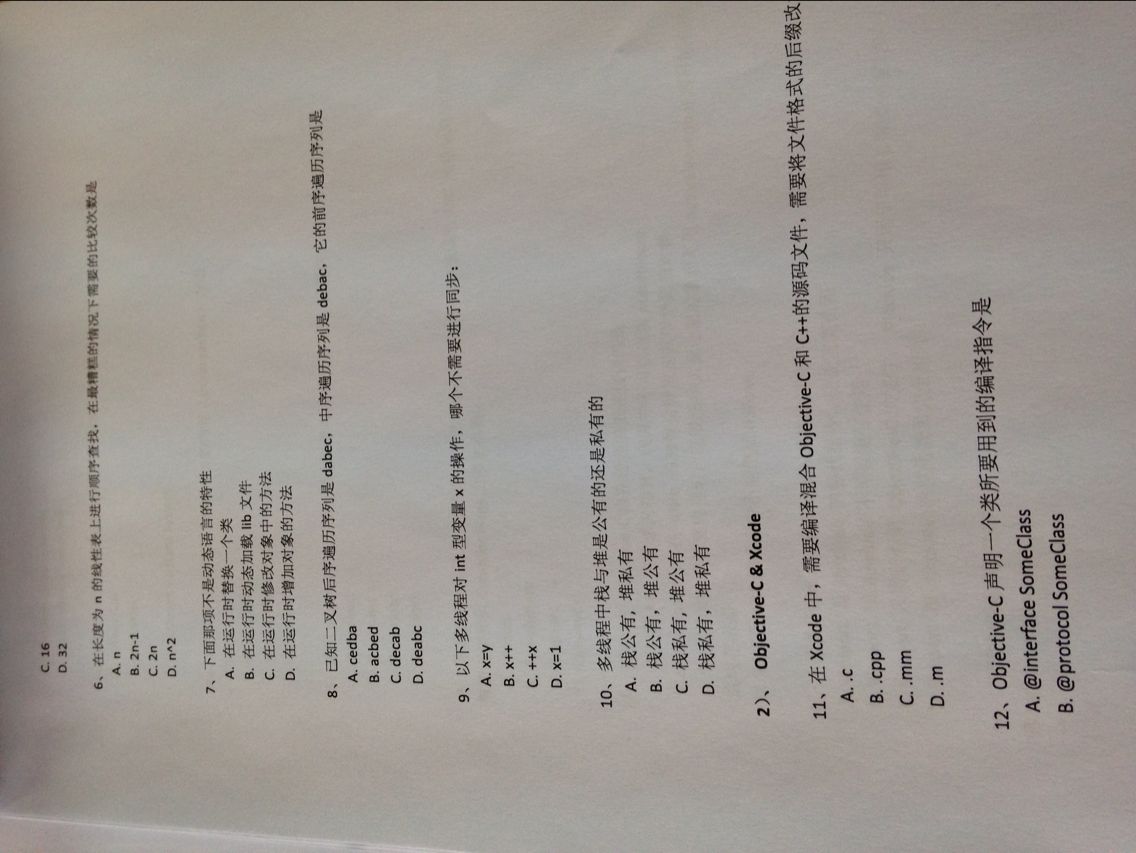 C. 16
D. 32
6、在长度为 n 的线性表上进行顺序查找，在最糟糕的情况下需要的比较次数是
A. n
B. 2n-1
C. 2n
D. n^2
7、下面那项不是动态语言的特性
A. 在运行时替换一个类
B. 在运行时动态加载 lib 文件
C. 在运行时修改对象中的方法
D. 在运行时增加对象的方法
8、已知二叉树后序遍历序列是 dabec，中序遍历序列是 debac，它的前序遍历序列是
A. cedba
B. acbed
C. decab
D. deabc
9、以下多线程对 int 型变量 x 的操作，哪个不需要进行同步：
A. x=y
B. x++
C. ++x
D. x=1
10、多线程中栈与堆是公有的还是私有的
A. 栈公有, 堆私有
B. 栈公有，堆公有
C. 栈私有, 堆公有
D. 栈私有，堆私有
2）、 Objective-C & Xcode
11、在 Xcode 中，需要编译混合 Objective-C 和 C++的源码文件，需要将文件格式的后缀改
A. .c
B. .cpp
C. .mm
D. .m
12、Objective-C 声明一个类所要用到的编译指令是
A. @interface SomeClass
B. @protocol SomeClass